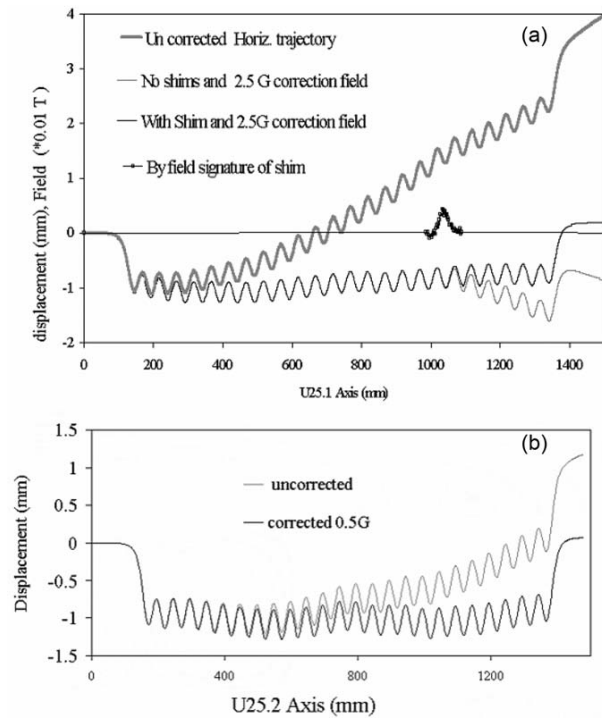 (a)
4
3
2
1
0
-1
-2
displacement (mm), Field (*0.01 T)
Un corrected Horiz. trajectory
No shims and 2.5 G correction field
With Shim and 2.5G correction field
By field signature of shim
0 200 400 600 800 1000 1200 1400
U25.1 Axis (mm)
(b)
1.5
1
0.5
0
-0.5
-1
-1.5
Displacement (mm)
uncorrected
corrected 0.5G
0 400 800 1200
U25.2 Axis (mm)